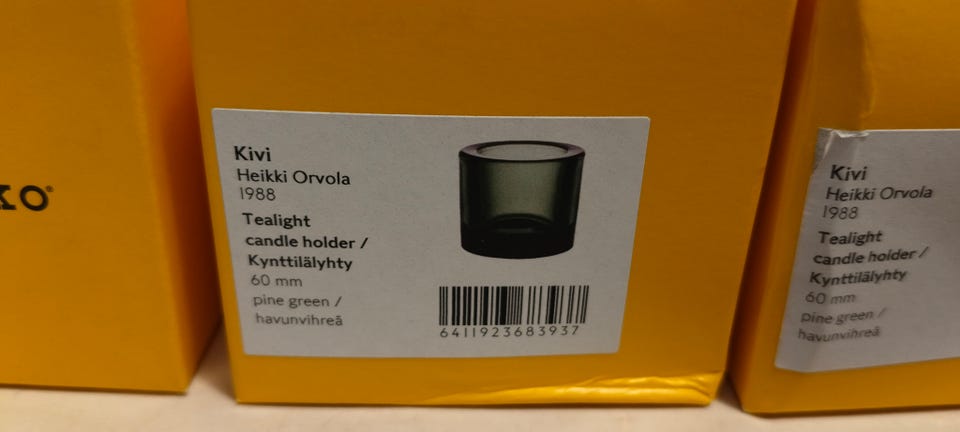 KO®
Kivi
Heikki Orvola
1988
Tealight
candle holder /
Kynttilälyhty
60 mm
pine green /
havunvihreä
6411923683937
Kivi
Heikki Orvola
1988
Tealight
candle holder /
Kynttilälyhty
60 mm
pine green /
havunvihreä